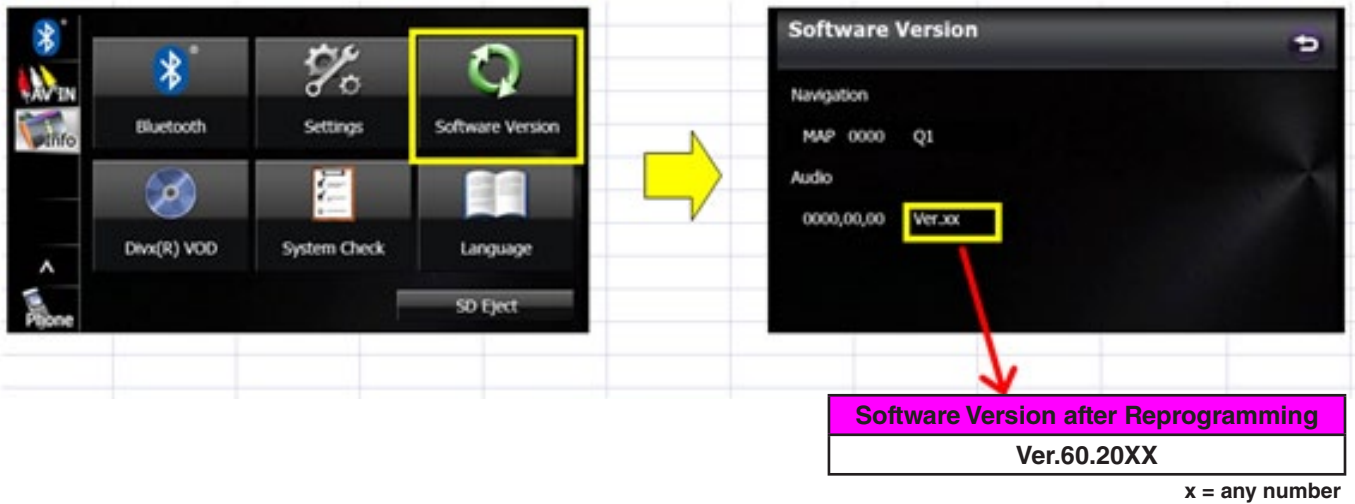 AV IN
Info
Phone
Bluetooth
Settings
Software Version
Divx(R) VOD
System Check
Language
SD Eject
Software Version
Navigation
MAP 0000 Q1
Audio
0000,00,00 Ver.xx
Software Version after Reprogramming
Ver.60.20XX
x = any number